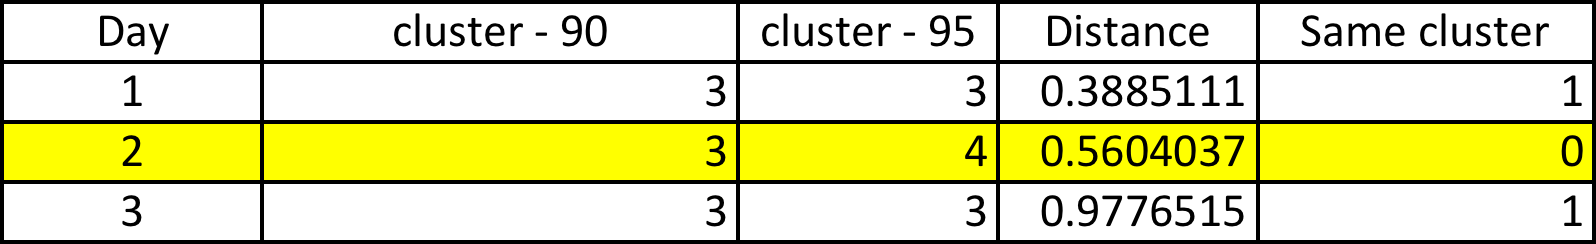 Day cluster - 90 cluster - 95 Distance Same cluster
1 3 3 0.3885111 1
2 3 4 0.5604037 0
3 3 3 0.9776515 1